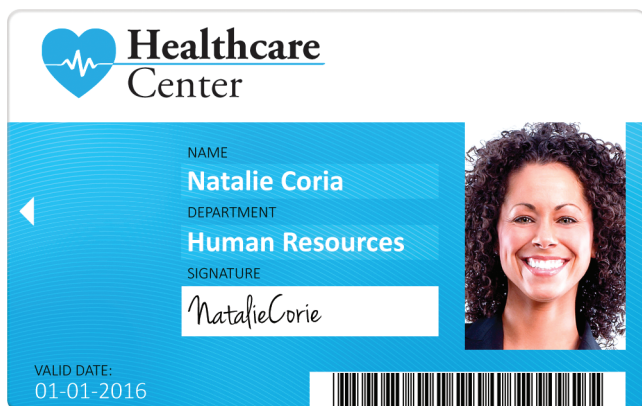 Healthcare
Center
NAME
Natalie Coria
DEPARTMENT
Human Resources
SIGNATURE
NatalieCorie
VALID DATE:
01-01-2016